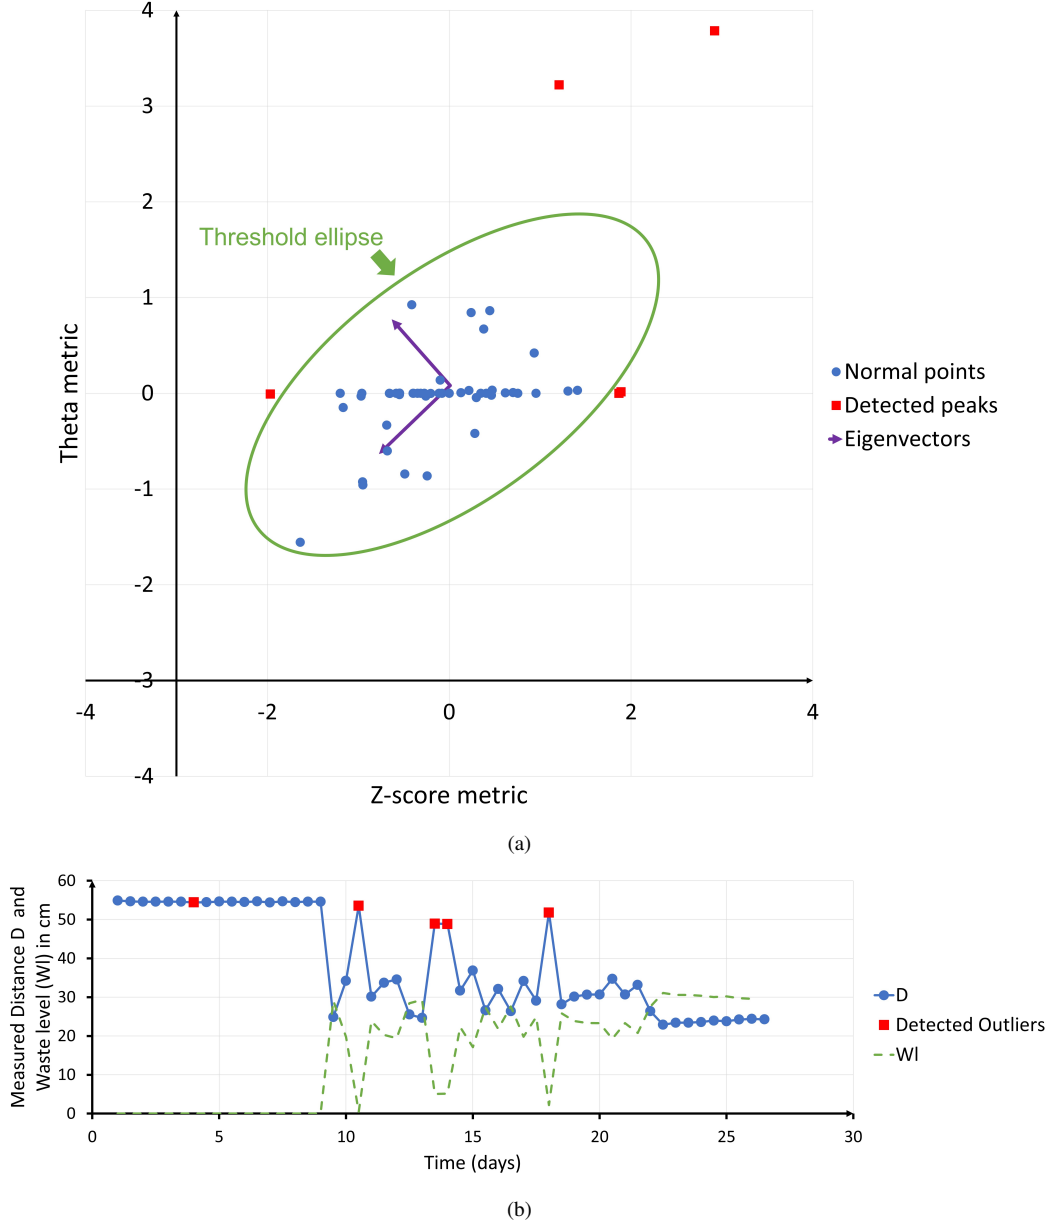 4
3
2
1
0
-1
-2
-3
-4
-4
-2
0
2
4
Theta metric
Z-score metric
Threshold ellipse
Normal points
Detected peaks
Eigenvectors
(a)
60
50
40
30
20
10
0
0
5
10
15
20
25
30
Measured Distance D and
Waste level (Wl) in cm
Time (days)
D
Detected Outliers
Wl
(b)